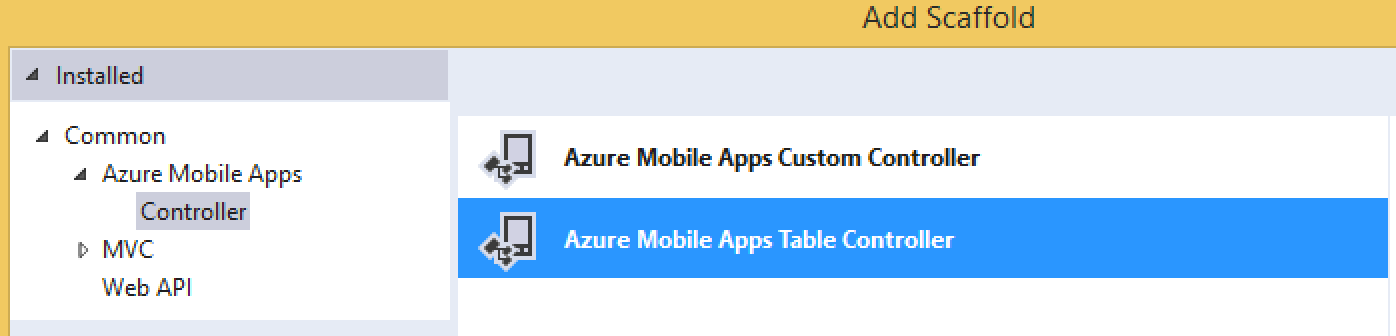 Add Scaffold
Installed
Common
Azure Mobile Apps
Controller
MVC
Web API
Azure Mobile Apps Custom Controller
Azure Mobile Apps Table Controller